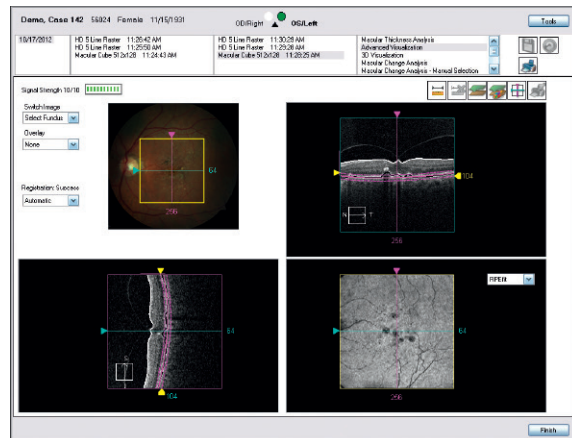 Demo, Case 142 56024 Female 11/15/1931
OD/Right OS/Left
Tools
10/17/2012
HD 5 Line Raster 11:26:42 AM
HD 5 Line Raster 11:25:50 AM
Macular Cube 512x128 11:24:43 AM
HD 5 Line Raster 11:30:28 AM
HD 5 Line Raster 11:29:28 AM
Macular Cube 512x128 11:28:25 AM
Macular Thickness Analysis
Advanced Visualization
3D Visualization
Macular Change Analysis
Macular Change Analysis - Manual Selection
Signal Strength 10/10
Switch Image
Select Fundus
Overlay
None
Registration: Success
Automatic
64
256
104
256
N T
64
104
RPEfit
64
256
Finish